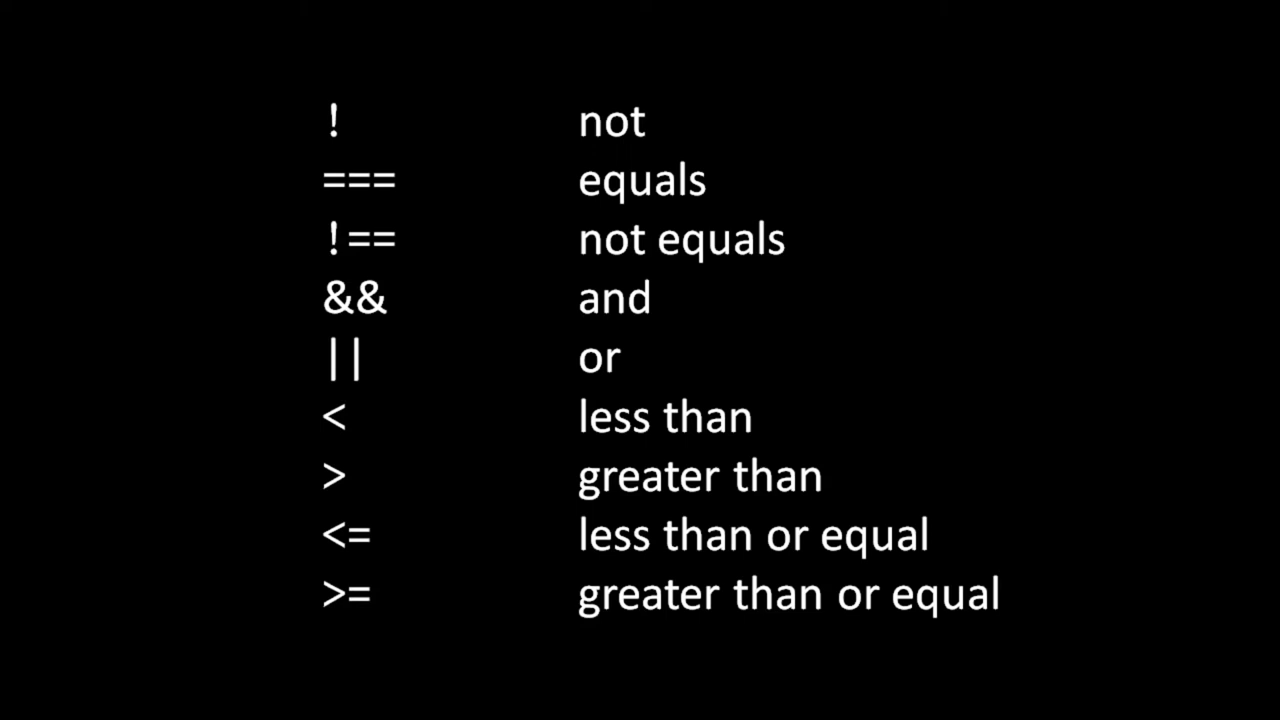 ! not
=== equals
!== not equals
&& and
|| or
< less than
> greater than
<= less than or equal
>= greater than or equal